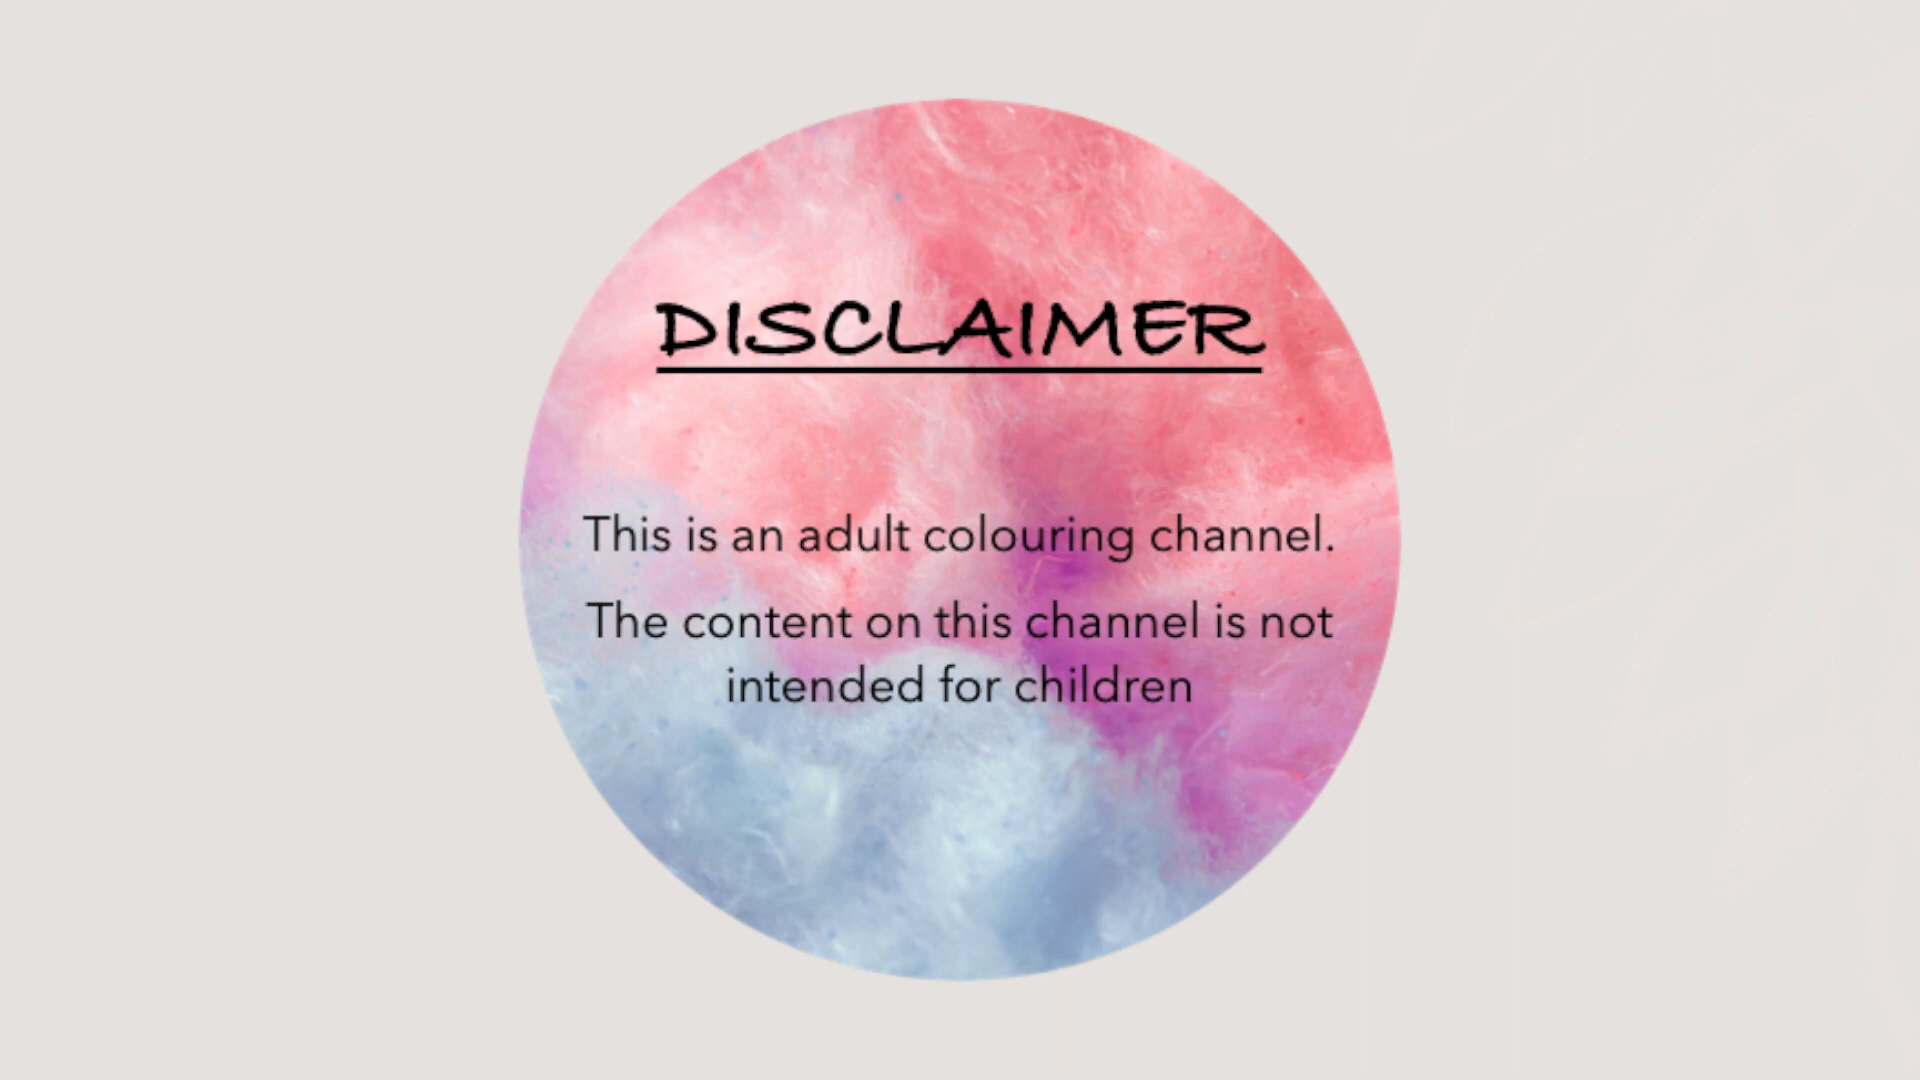 DISCLAIMER
This is an adult colouring channel.
The content on this channel is not
intended for children